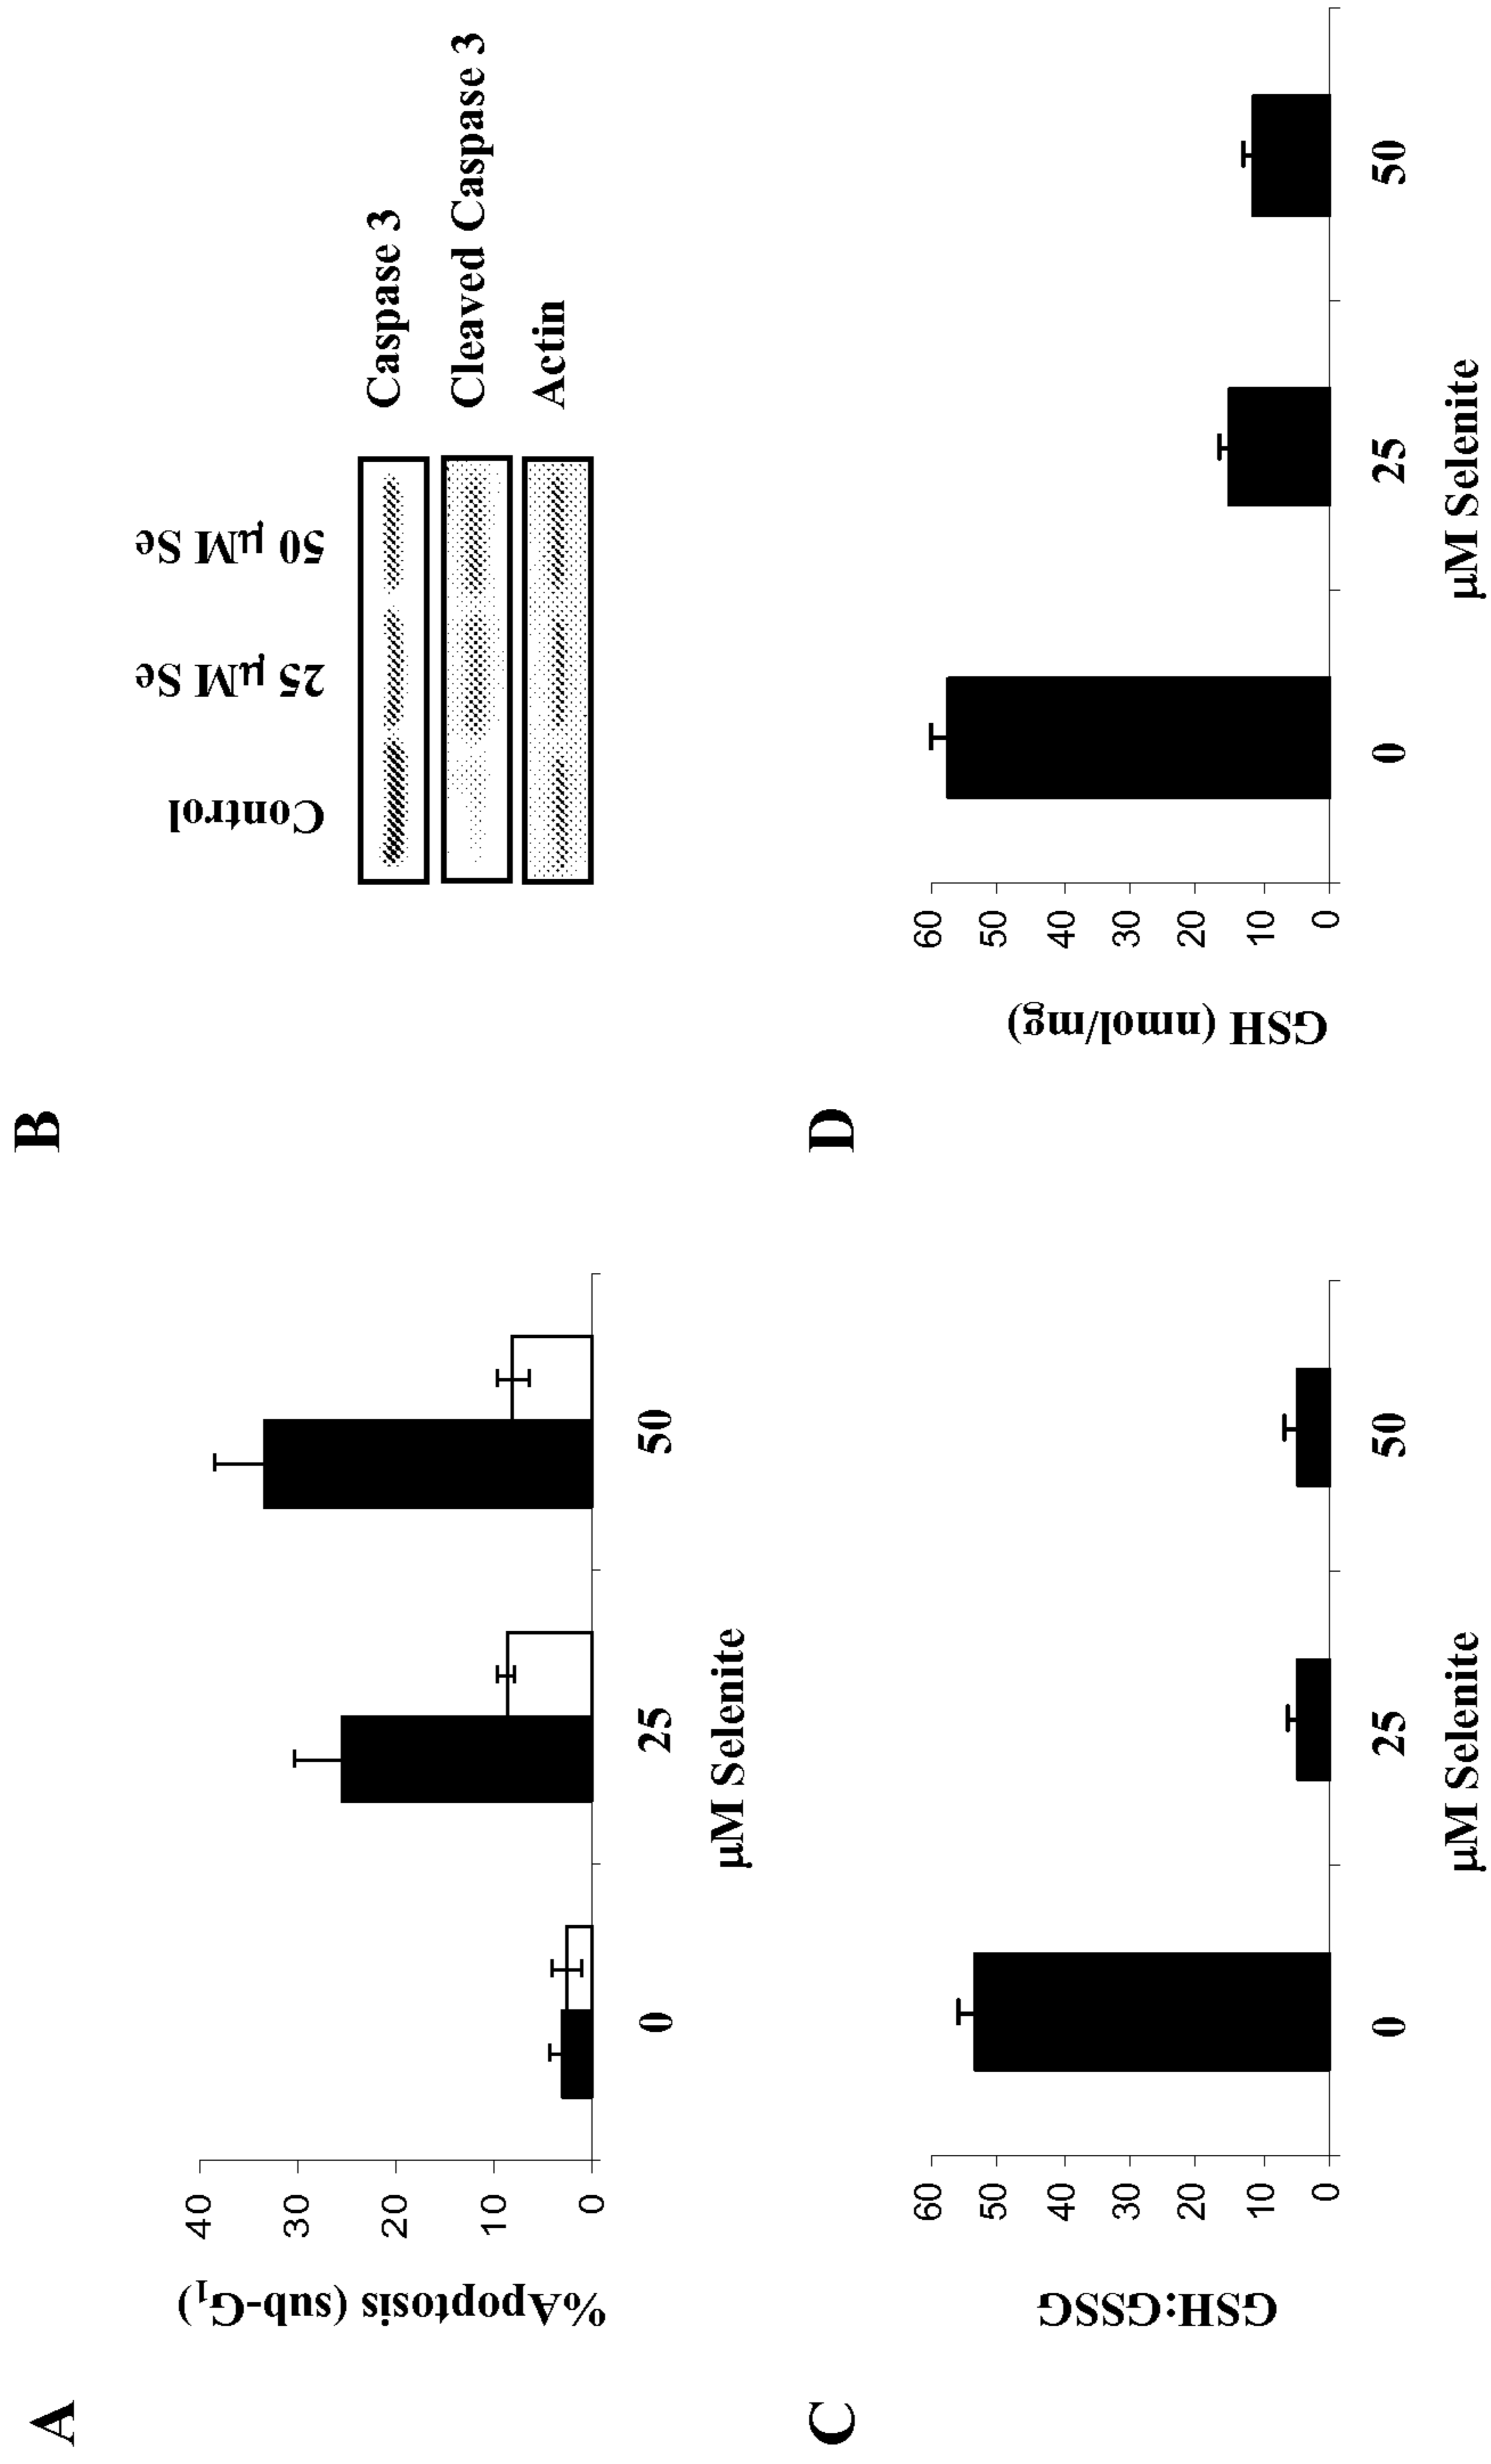 A
%Apoptosis (sub-G1)
40
30
20
10
0
0
25
50
µM Selenite
B
Control
25 µM Se
50 µM Se
Caspase 3
Cleaved Caspase 3
Actin
C
GSH:GSSG
60
50
40
30
20
10
0
0
25
50
µM Selenite
D
GSH (nmol/mg)
60
50
40
30
20
10
0
0
25
50
µM Selenite